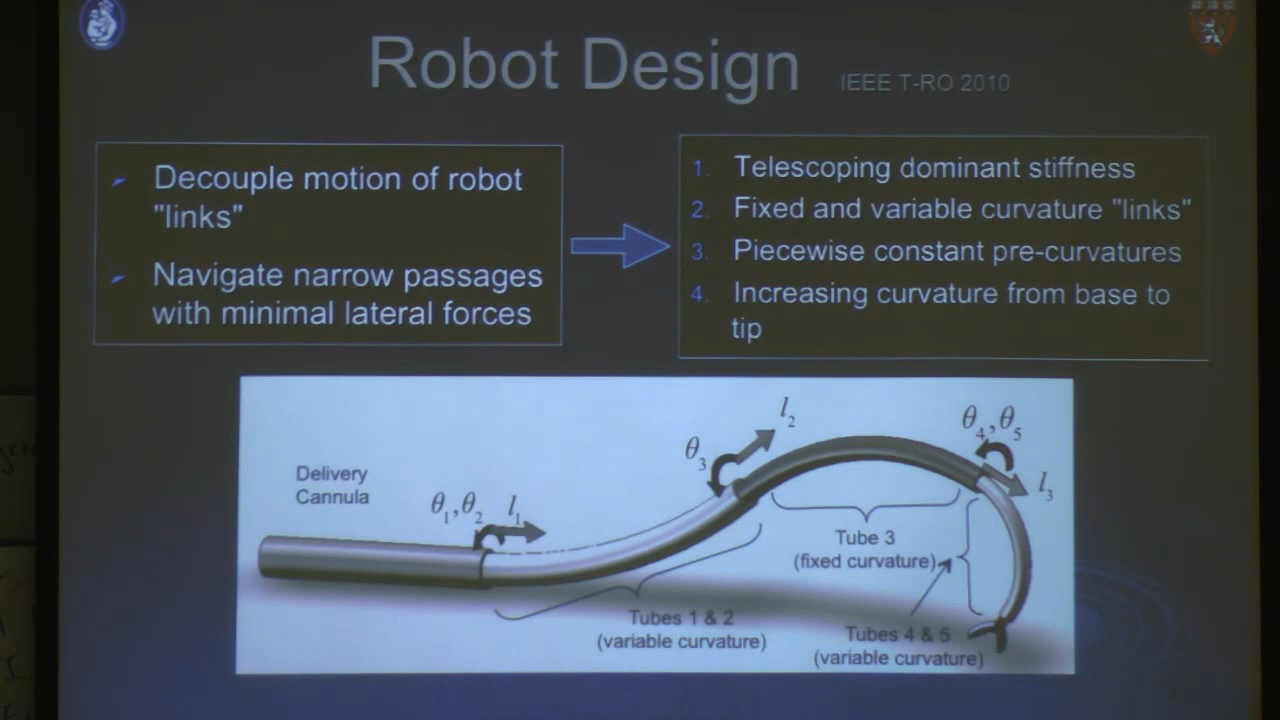 Robot Design
IEEE T-RO 2010
Decouple motion of robot
"links"
Navigate narrow passages
with minimal lateral forces
1. Telescoping dominant stiffness
2. Fixed and variable curvature "links"
3. Piecewise constant pre-curvatures
4. Increasing curvature from base to
tip
Delivery
Cannula
θ₁,θ₂ l₁
θ₃
l₂
θ₄,θ₅
l₃
Tube 3
(fixed curvature)
Tubes 1 & 2
(variable curvature)
Tubes 4 & 5
(variable curvature)